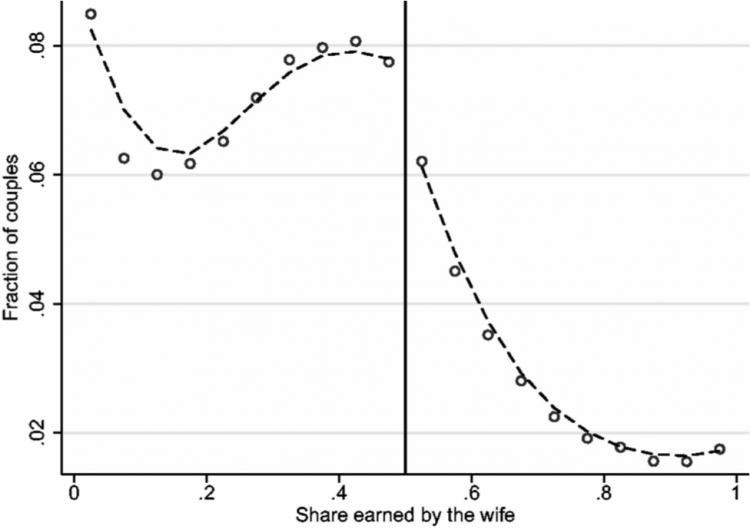 Fraction of couples
.08
.06
.04
.02
0 .2 .4 .6 .8 1
Share earned by the wife